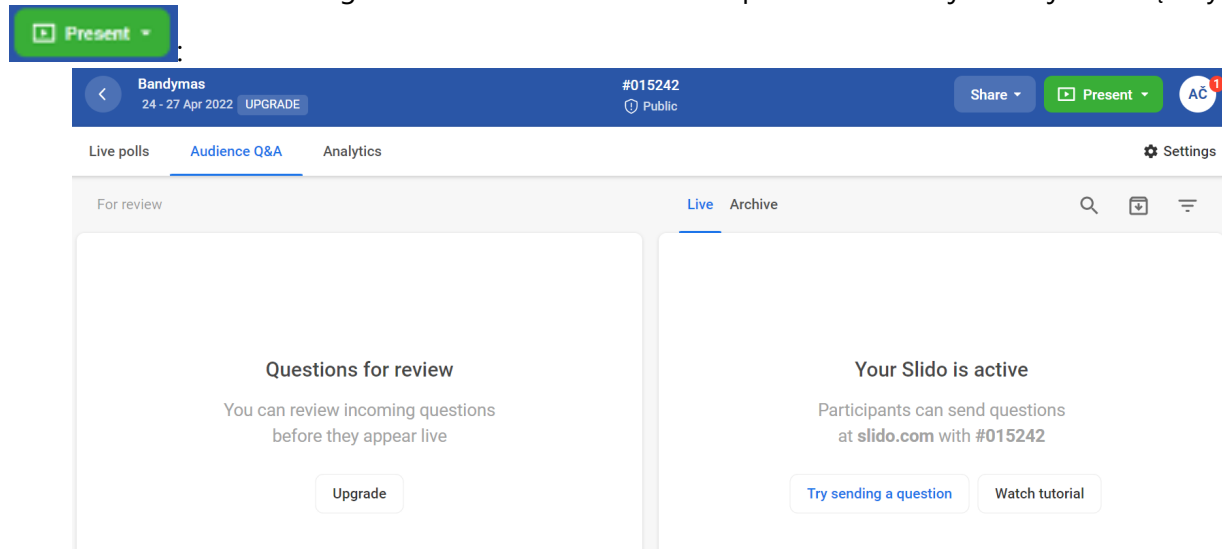 Present
:
Bandymas
24 - 27 Apr 2022 UPGRADE
#015242
Public
Share
Present
AČ
1
Live polls Audience Q&A Analytics
Settings
For review
Live Archive
Questions for review
You can review incoming questions
before they appear live
Upgrade
Your Slido is active
Participants can send questions
at slido.com with #015242
Try sending a question
Watch tutorial